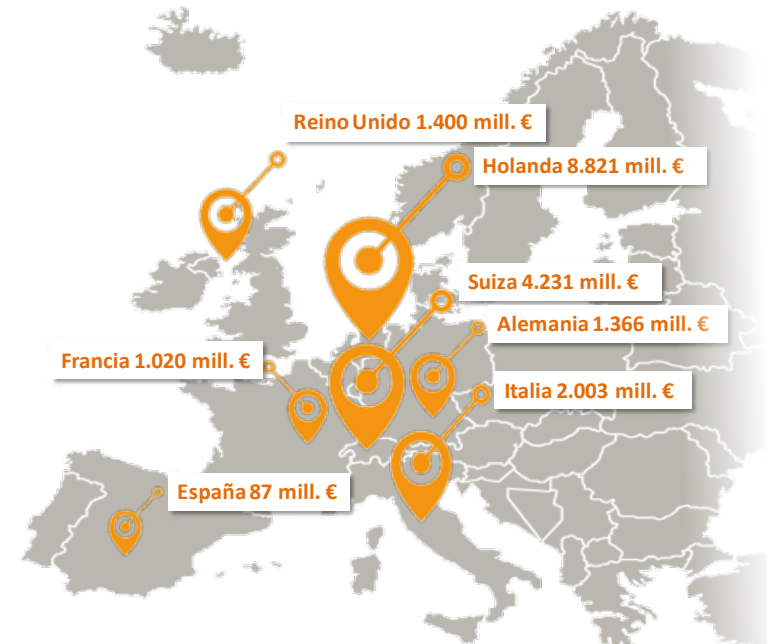 Reino Unido 1.400 mill. €
Holanda 8.821 mill. €
Suiza 4.231 mill. €
Alemania 1.366 mill. €
Francia 1.020 mill. €
Italia 2.003 mill. €
España 87 mill. €